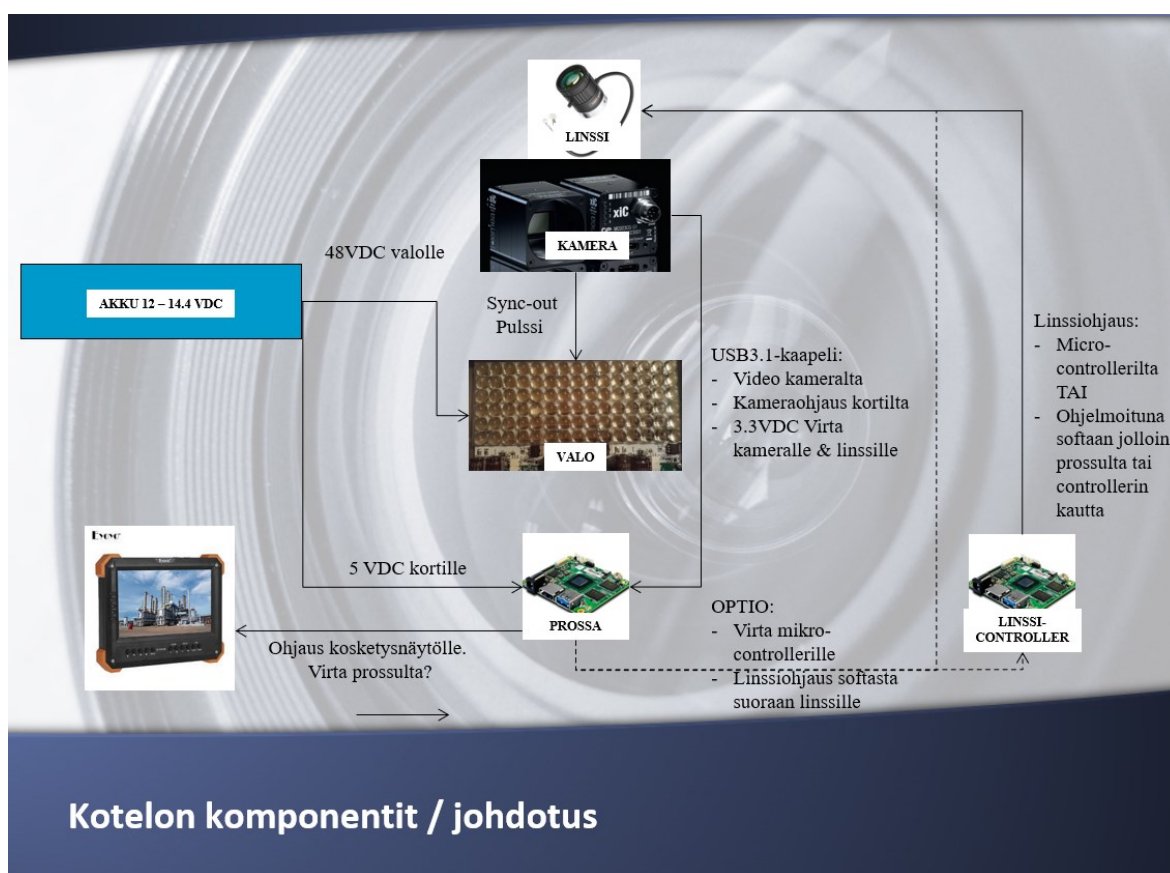 LINSSI
xiC
KAMERA
48VDC valolle
AKKU 12 – 14.4 VDC
Sync-out
Pulssi
USB3.1-kaapeli:
- Video kameralta
- Kameraohjaus kortilta
- 3.3VDC Virta
kameralle & linssille
Linssiohjaus:
- Micro-
controllerilta
TAI
- Ohjelmoituna
softaan jolloin
prossulta tai
controllerin
kautta
VALO
Eyoyo
5 VDC kortille
PROSSA
Ohjaus kosketysnäytölle.
Virta prossulta?
OPTIO:
- Virta mikro-
controllerille
- Linssiohjaus softasta
suoraan linssille
LINSSI-
CONTROLLER
Kotelon komponentit / johdotus